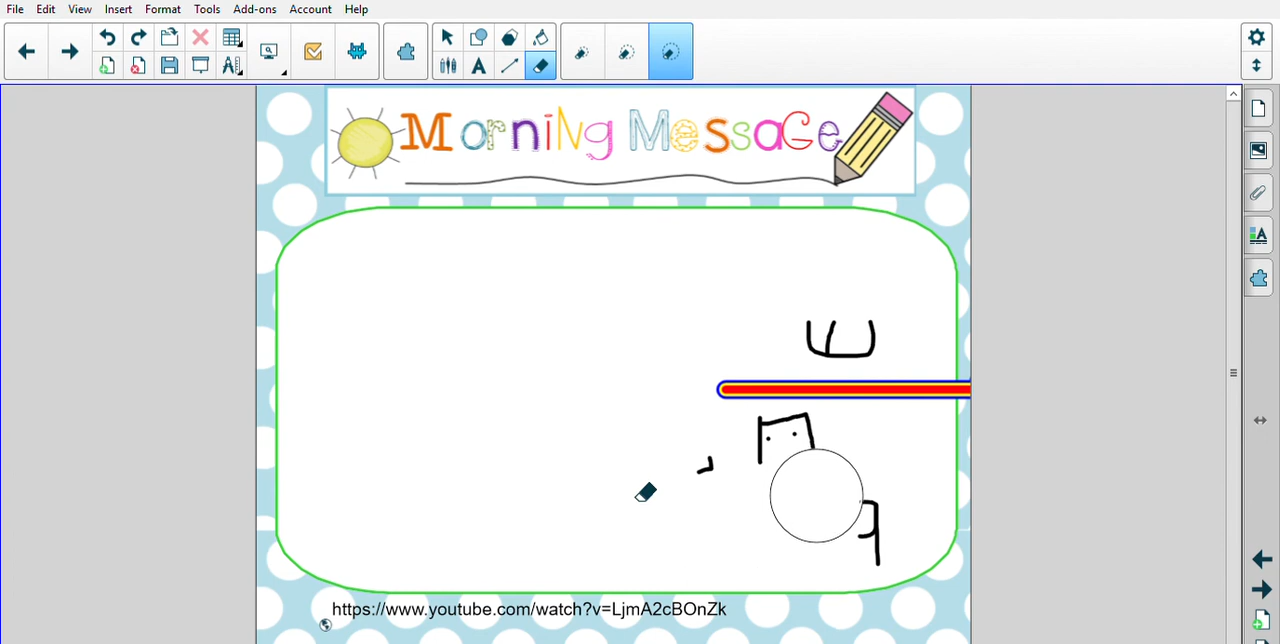 File Edit View Insert Format Tools Add-ons Account Help
Morning Message
https://www.youtube.com/watch?v=LjmA2cBOnZk